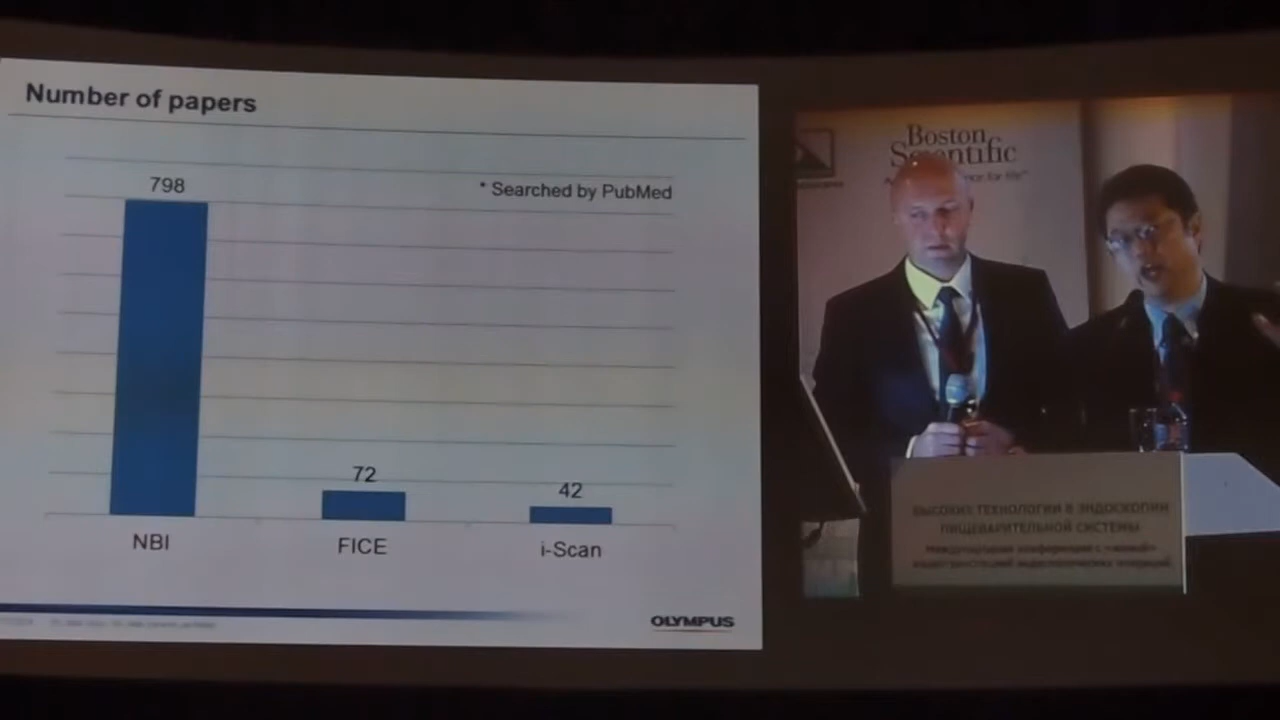 Number of papers
* Searched by PubMed
798
72
42
NBI
FICE
i-Scan
OLYMPUS
Boston
Scientific
ВЫСОКИЕ ТЕХНОЛОГИИ В ЭНДОСКОПИИ
ПИЩЕВАРИТЕЛЬНОЙ СИСТЕМЫ